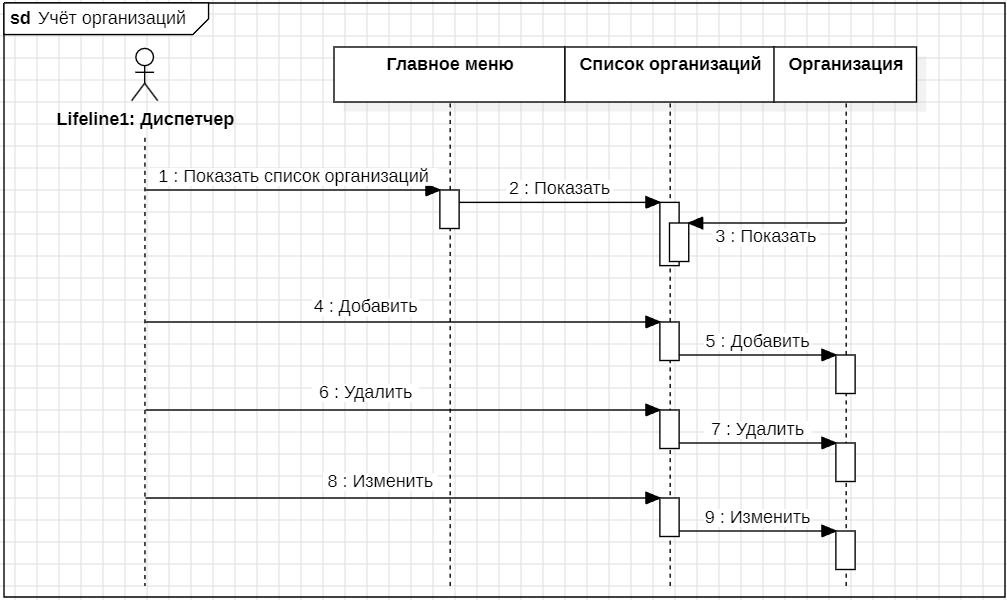 sd Учёт организаций
Главное меню
Список организаций
Организация
Lifeline1: Диспетчер
1 : Показать список организаций
2 : Показать
3 : Показать
4 : Добавить
5 : Добавить
6 : Удалить
7 : Удалить
8 : Изменить
9 : Изменить